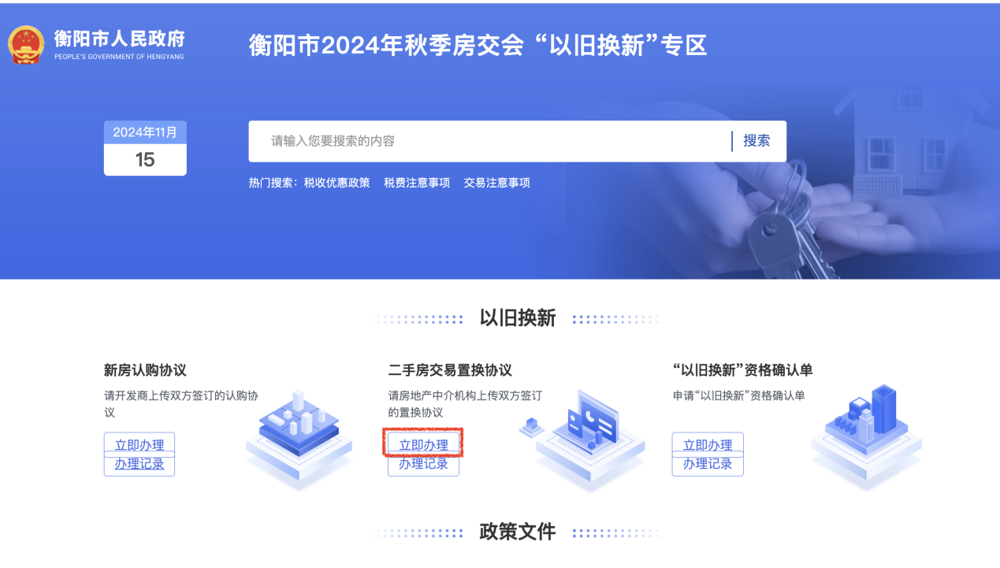 衡阳市人民政府
PEOPLE'S GOVERNMENT OF HENGYANG
衡阳市2024年秋季房交会“以旧换新”专区
2024年11月
15
请输入您要搜索的内容
搜索
热门搜索：税收优惠政策 税费注意事项 交易注意事项
以旧换新
新房认购协议
请开发商上传双方签订的认购协
议
立即办理
办理记录
二手房交易置换协议
请房地产中介机构上传双方签订
的置换协议
立即办理
办理记录
“以旧换新”资格确认单
申请“以旧换新”资格确认单
立即办理
办理记录
政策文件